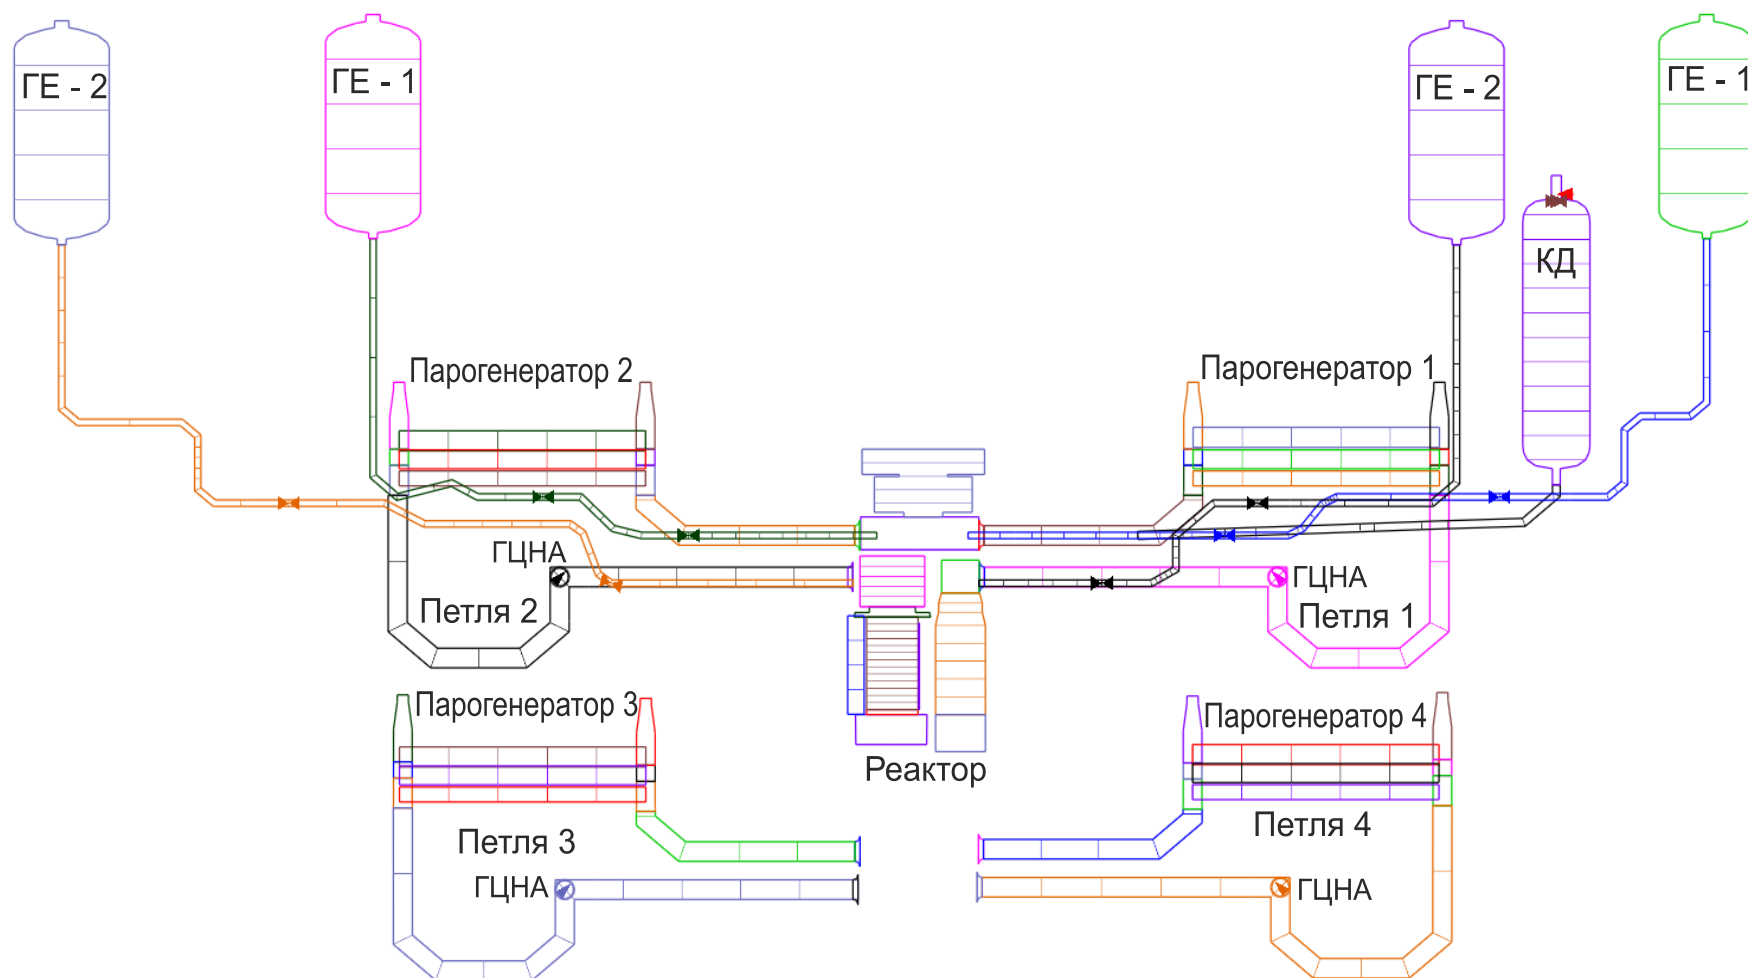 ГЕ - 2
ГЕ - 1
ГЕ - 2
ГЕ - 1
КД
Парогенератор 2
Парогенератор 1
ГЦНА
ГЦНА
Петля 2
Петля 1
Парогенератор 3
Парогенератор 4
Реактор
Петля 3
Петля 4
ГЦНА
ГЦНА